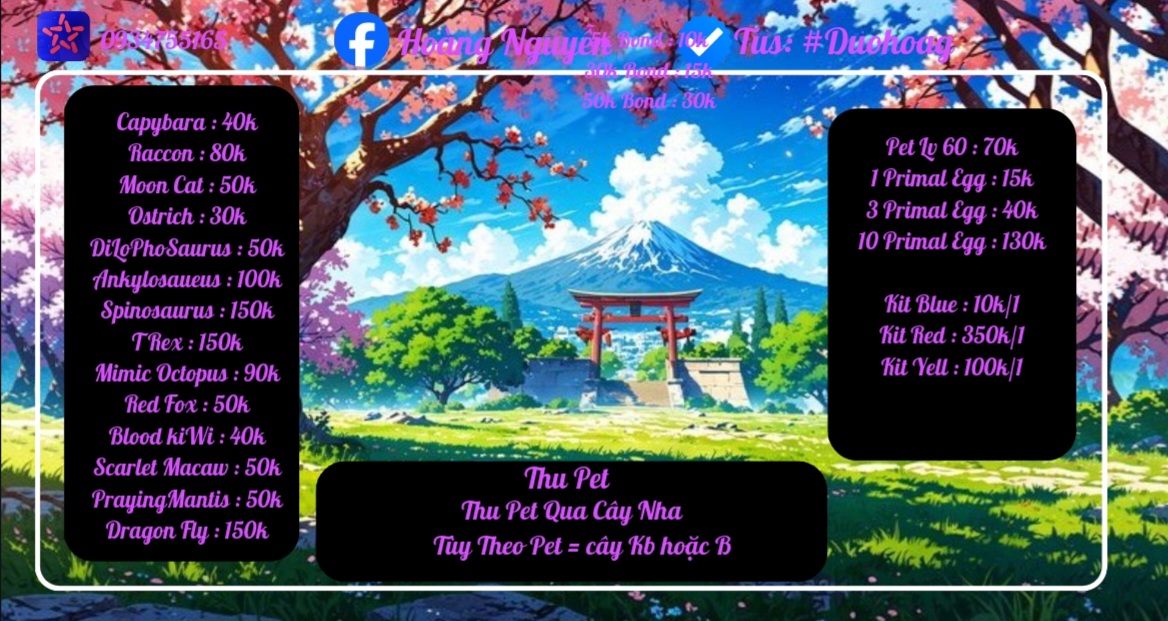 0934755165
Hoàng Nguyễn
Tus: #Duckoag
Bond : 10k
30k Bond : 15k
50k Bond : 30k
Capybara : 40k
Raccon : 80k
Moon Cat : 50k
Ostrich : 30k
DiLoPhoSaurus : 50k
Ankylosaueus : 100k
Spinosaurus : 150k
T Rex : 150k
Mimic Octopus : 90k
Red Fox : 50k
Blood kiWi : 40k
Scarlet Macaw : 50k
PrayingMantis : 50k
Dragon Fly : 150k
Pet Lv 60 : 70k
1 Primal Egg : 15k
3 Primal Egg : 40k
10 Primal Egg : 130k
Kit Blue : 10k/1
Kit Red : 350k/1
Kit Yell : 100k/1
Thu Pet
Thu Pet Qua Cây Nha
Tùy Theo Pet = cây Kb hoặc B